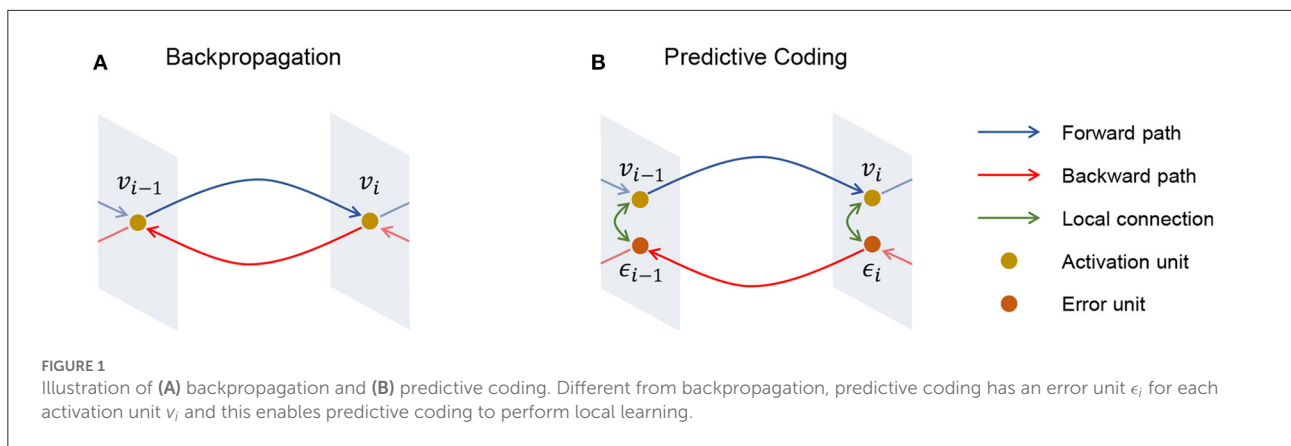 A Backpropagation
B Predictive Coding
v_{i−1}
v_i
v_{i−1}
ϵ_{i−1}
v_i
ϵ_i
Forward path
Backward path
Local connection
Activation unit
Error unit
FIGURE 1
Illustration of (A) backpropagation and (B) predictive coding. Different from backpropagation, predictive coding has an error unit ϵ_i for each
activation unit v_i and this enables predictive coding to perform local learning.